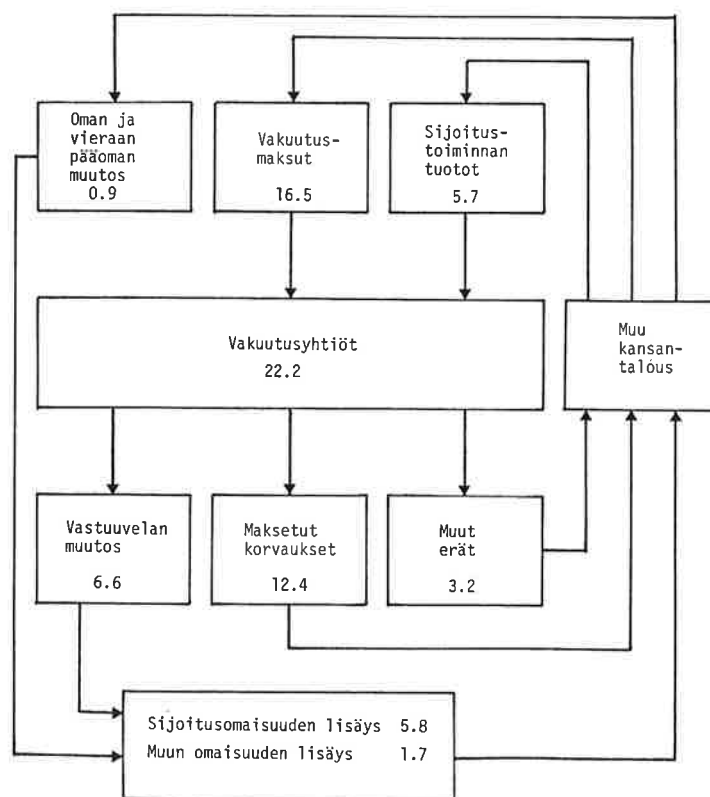 Oman ja
vieraan
pääoman
muutos
0.9
Vakuutus-
maksut
16.5
Sijoitus-
toiminnan
tuotot
5.7
Vakuutusyhtiöt
22.2
Muu
kansan-
talous
Vastuuvelan
muutos
6.6
Maksetut
korvaukset
12.4
Muut
erät
3.2
Sijoitusomaisuuden lisäys 5.8
Muun omaisuuden lisäys 1.7